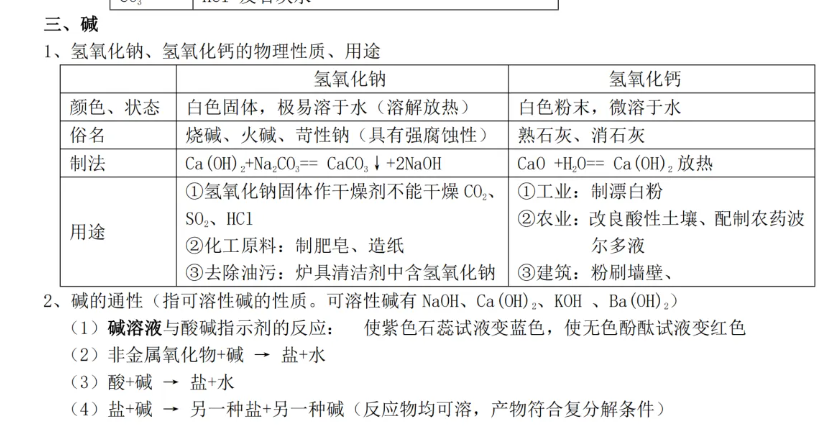 三、碱
1、氢氧化钠、氢氧化钙的物理性质、用途
氢氧化钠 氢氧化钙
颜色、状态 白色固体，极易溶于水（溶解放热） 白色粉末，微溶于水
俗名 烧碱、火碱、苛性钠（具有强腐蚀性） 熟石灰、消石灰
制法 Ca(OH)₂+Na₂CO₃== CaCO₃↓+2NaOH CaO +H₂O== Ca(OH)₂ 放热
用途
①氢氧化钠固体作干燥剂不能干燥 CO₂、
SO₂、HCl
②化工原料：制肥皂、造纸
③去除油污：炉具清洁剂中含氢氧化钠
①工业：制漂白粉
②农业：改良酸性土壤、配制农药波
尔多液
③建筑：粉刷墙壁、
2、碱的通性（指可溶性碱的性质。可溶性碱有 NaOH、Ca(OH)₂、KOH 、Ba(OH)₂）
（1）碱溶液与酸碱指示剂的反应： 使紫色石蕊试液变蓝色，使无色酚酞试液变红色
（2）非金属氧化物+碱 → 盐+水
（3）酸+碱 → 盐+水
（4）盐+碱 → 另一种盐+另一种碱（反应物均可溶，产物符合复分解条件）